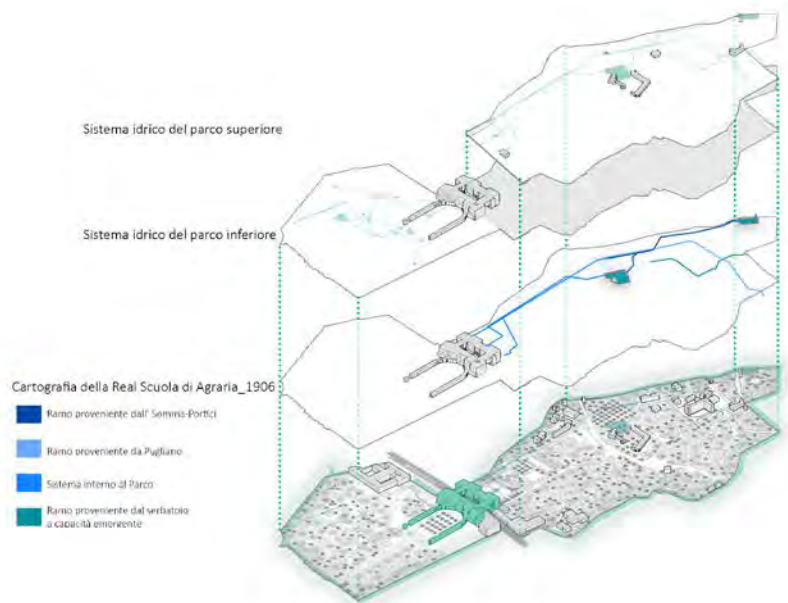 Sistema idrico del parco superiore
Sistema idrico del parco inferiore
Cartografia della Real Scuola di Agraria_1906
Ramo proveniente dall' Somma-Portici
Ramo proveniente da Pugliano
Sistema interno al Parco
Ramo proveniente dal serbatoio
a capacità emergente